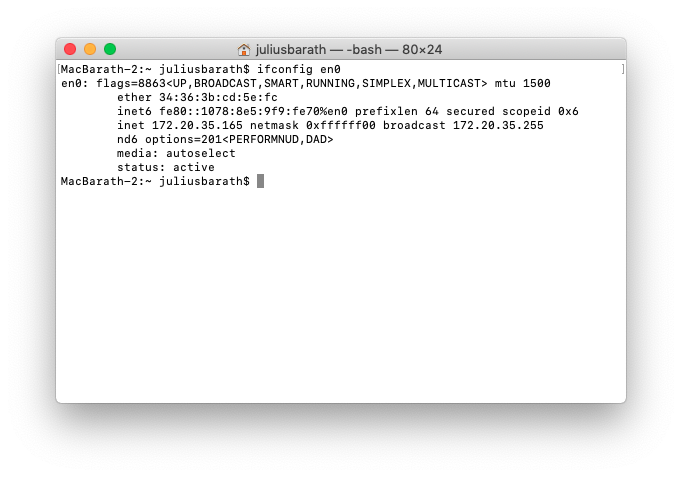 juliusbarath — -bash — 80×24
[MacBarath-2:~ juliusbarath$ ifconfig en0 ]
en0: flags=8863<UP,BROADCAST,SMART,RUNNING,SIMPLEX,MULTICAST> mtu 1500
ether 34:36:3b:cd:5e:fc
inet6 fe80::1078:8e5:9f9:fe70%en0 prefixlen 64 secured scopeid 0x6
inet 172.20.35.165 netmask 0xffffff00 broadcast 172.20.35.255
nd6 options=201<PERFORMNUD,DAD>
media: autoselect
status: active
MacBarath-2:~ juliusbarath$